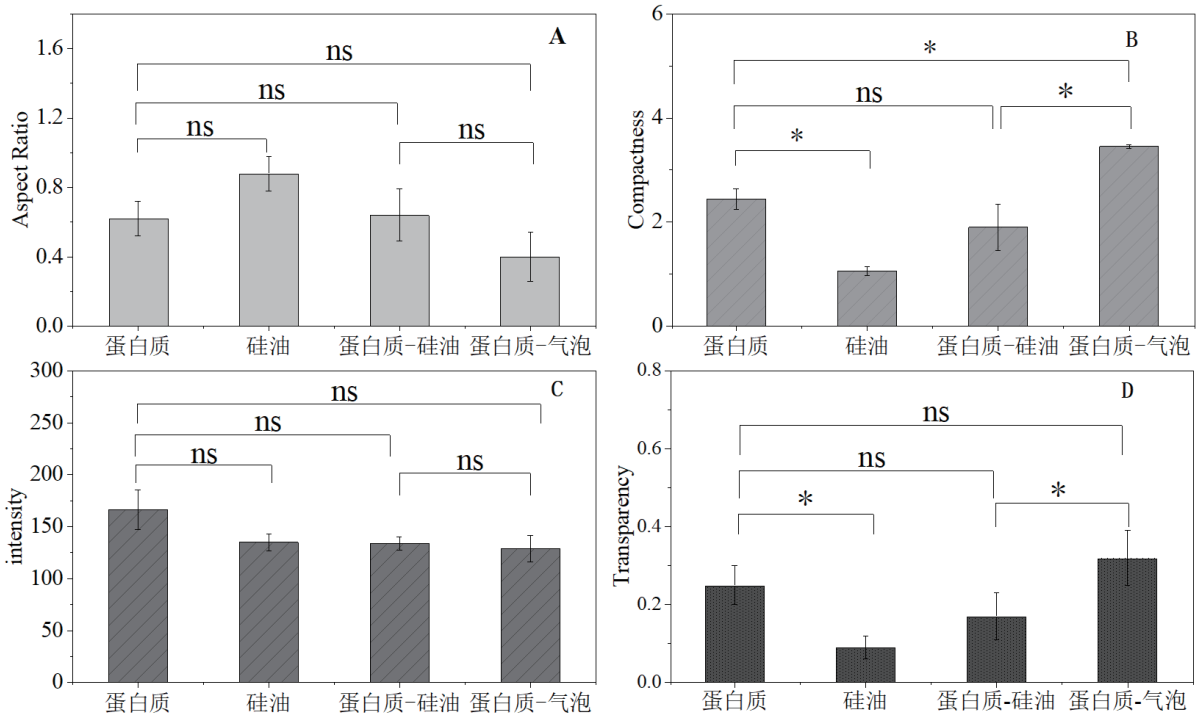 A
Aspect Ratio
1.6
1.2
0.8
0.4
0.0
ns
ns
ns
ns
蛋白质
硅油
蛋白质-硅油
蛋白质-气泡
B
Compactness
6
4
2
0
*
ns
*
*
蛋白质
硅油
蛋白质-硅油
蛋白质-气泡
C
intensity
300
250
200
150
100
50
0
ns
ns
ns
ns
蛋白质
硅油
蛋白质-硅油
蛋白质-气泡
D
Transparency
0.8
0.6
0.4
0.2
0.0
ns
ns
*
*
蛋白质
硅油
蛋白质-硅油
蛋白质-气泡